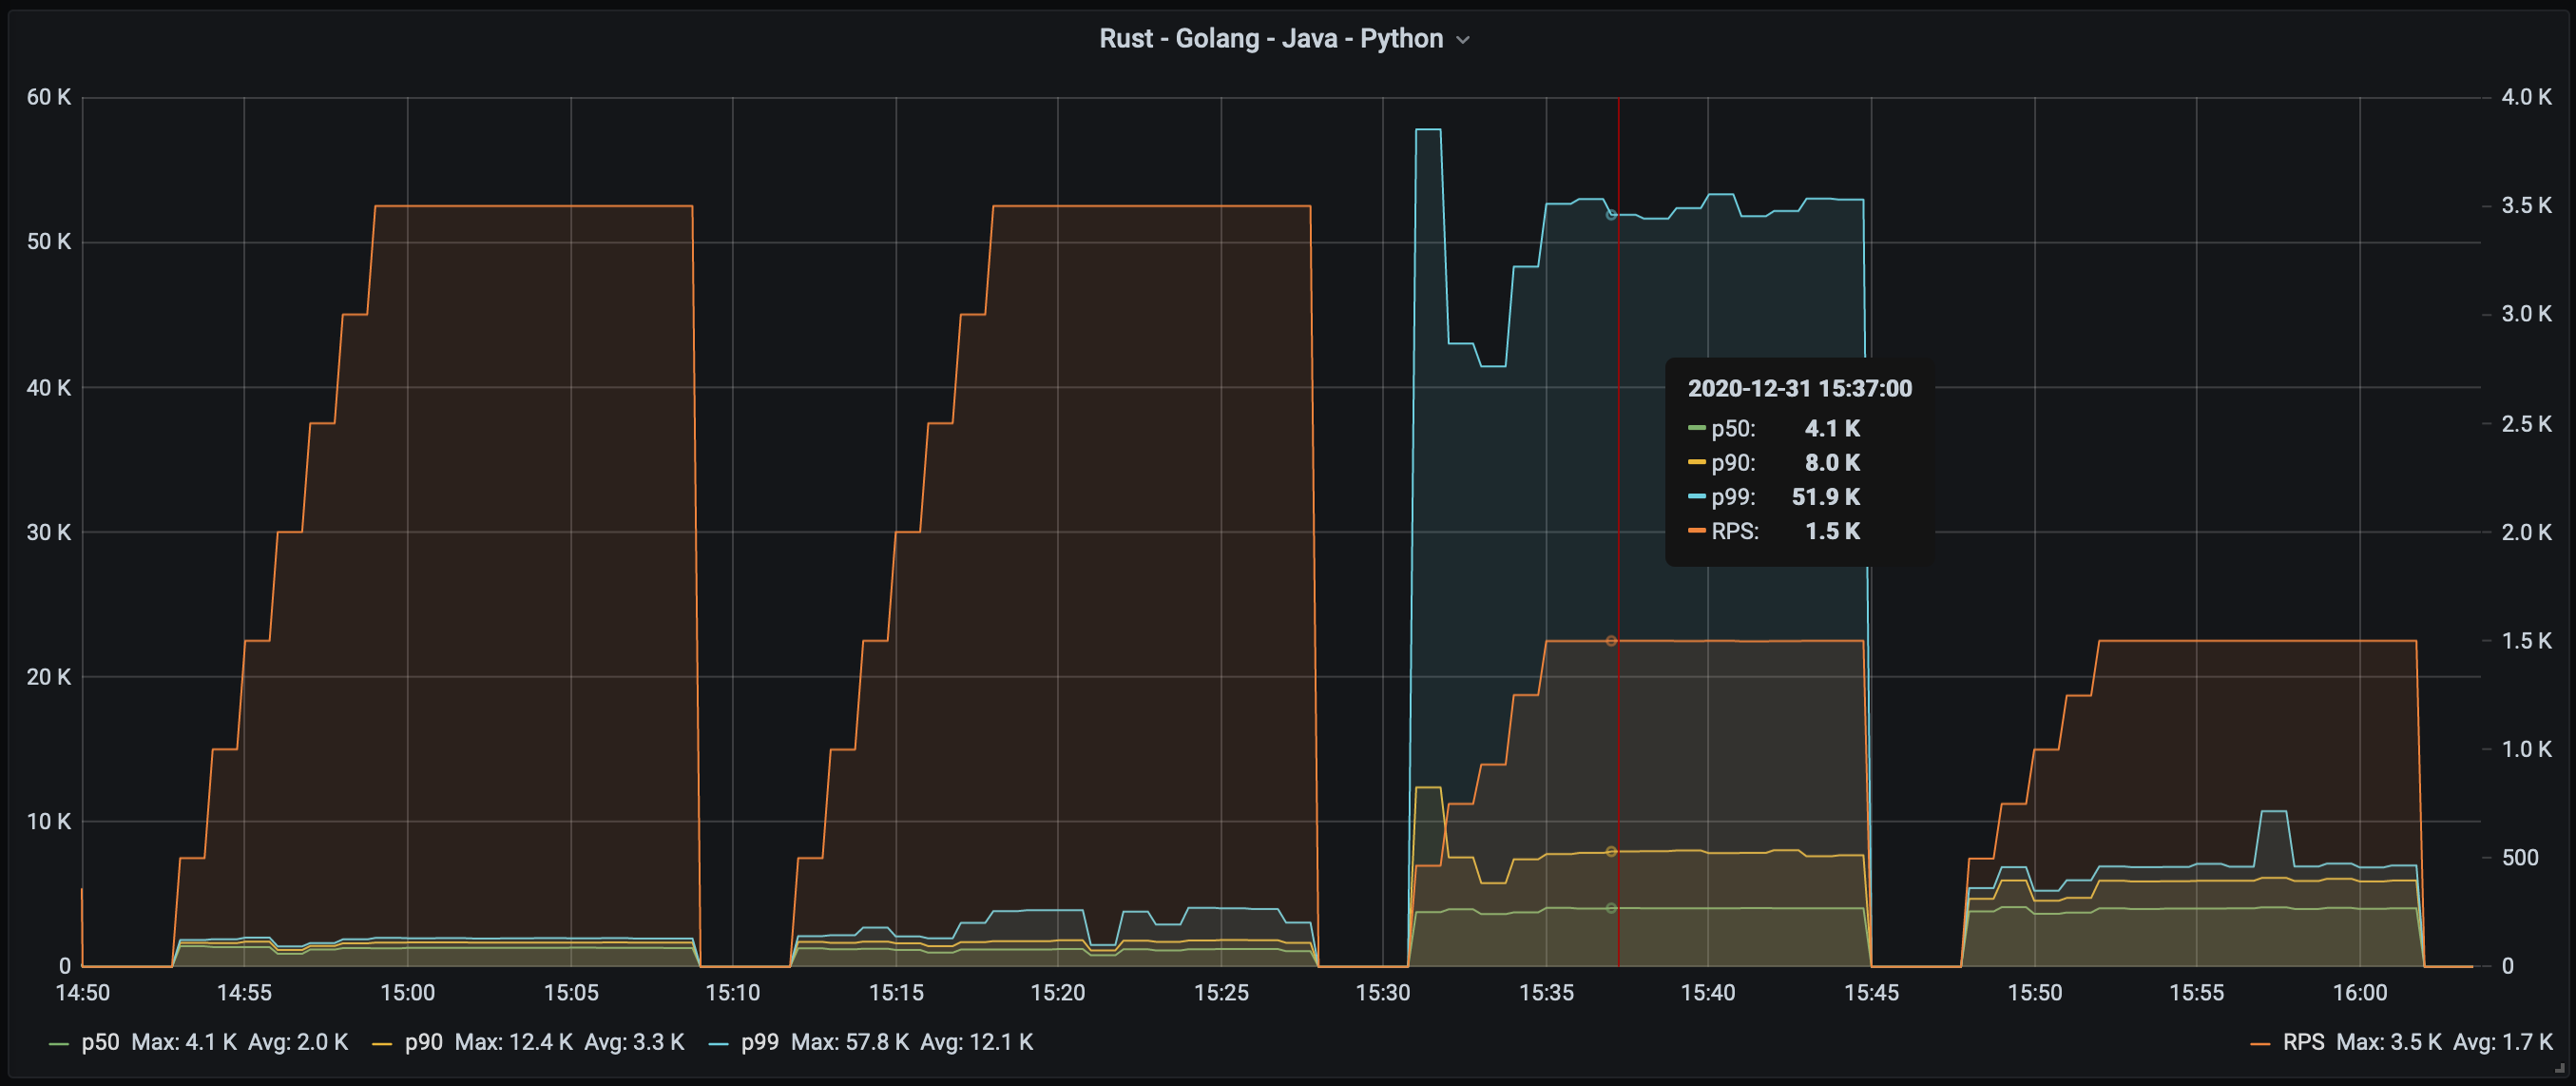 Rust - Golang - Java - Python
60 K
50 K
40 K
30 K
20 K
10 K
0
4.0 K
3.5 K
3.0 K
2.5 K
2.0 K
1.5 K
1.0 K
500
0
2020-12-31 15:37:00
p50: 4.1 K
p90: 8.0 K
p99: 51.9 K
RPS: 1.5 K
14:50 14:55 15:00 15:05 15:10 15:15 15:20 15:25 15:30 15:35 15:40 15:45 15:50 15:55 16:00
p50 Max: 4.1 K Avg: 2.0 K p90 Max: 12.4 K Avg: 3.3 K p99 Max: 57.8 K Avg: 12.1 K RPS Max: 3.5 K Avg: 1.7 K